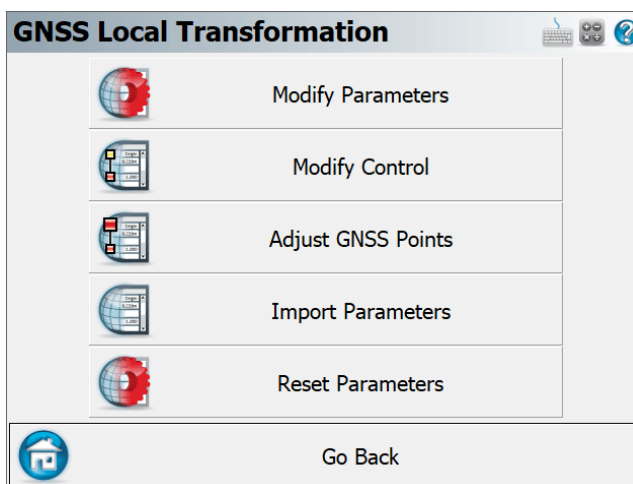 GNSS Local Transformation
Modify Parameters
Modify Control
Adjust GNSS Points
Import Parameters
Reset Parameters
Go Back